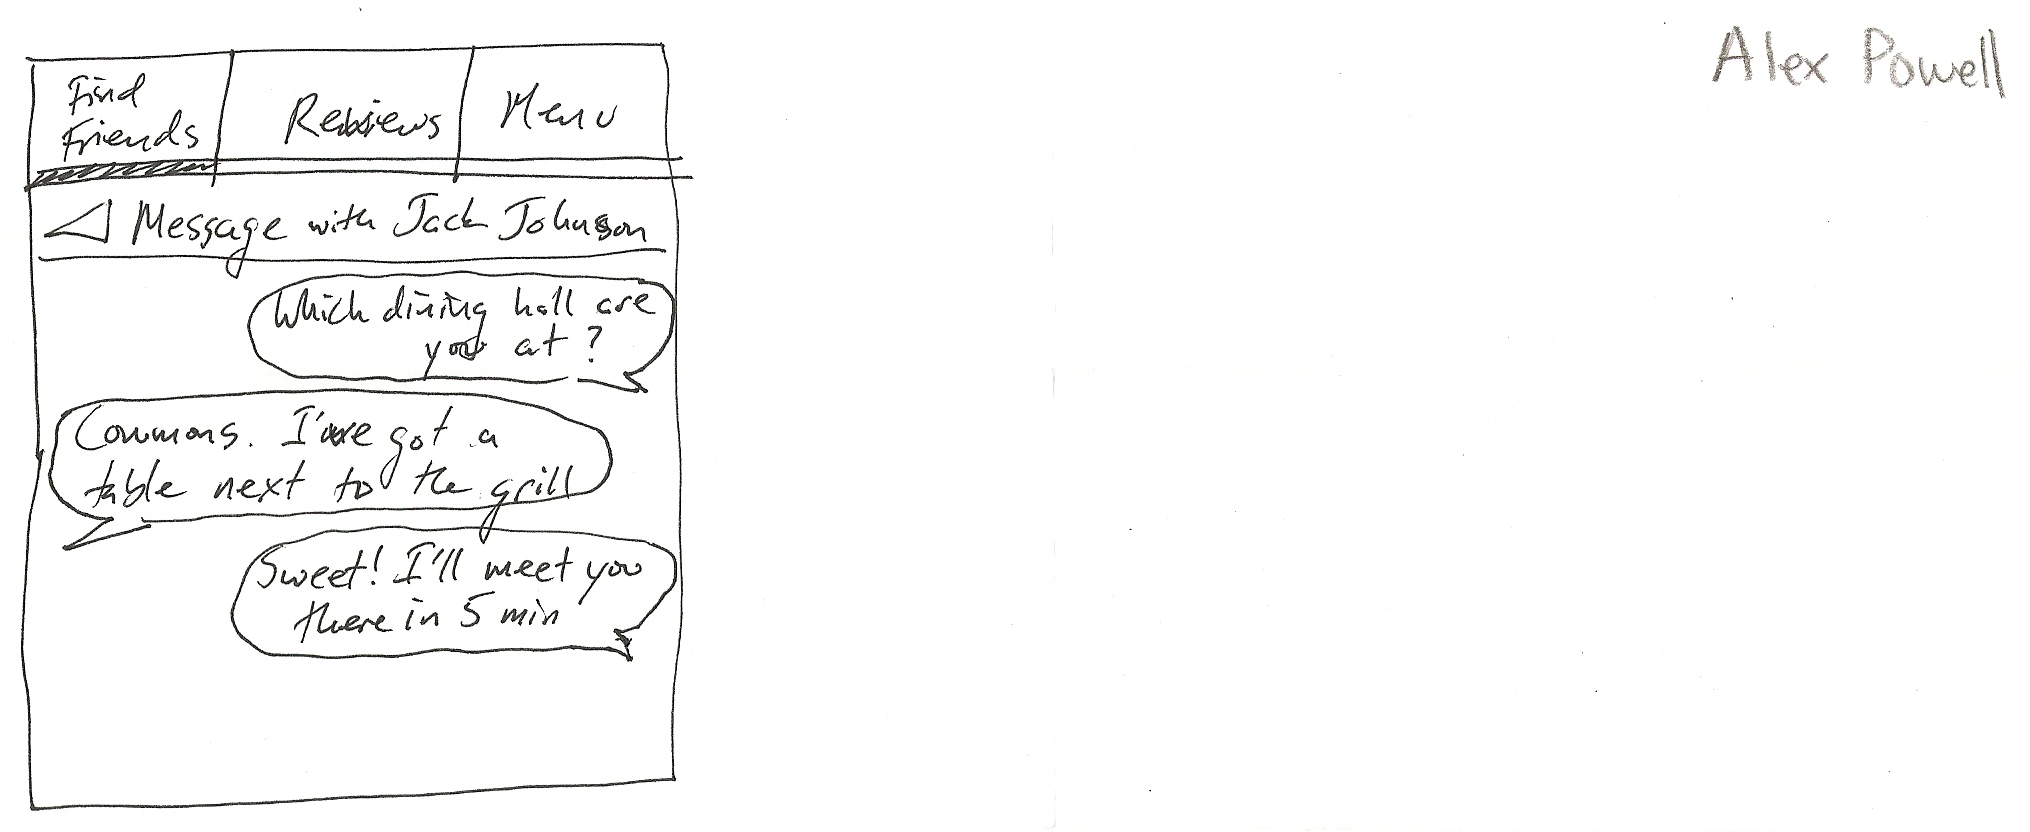 Alex Powell
Find
Friends
Reviews
Menu
Message with Jack Johnson
Which dining hall are
you at?
Commons. I've got a
table next to the grill
Sweet! I'll meet you
there in 5 min